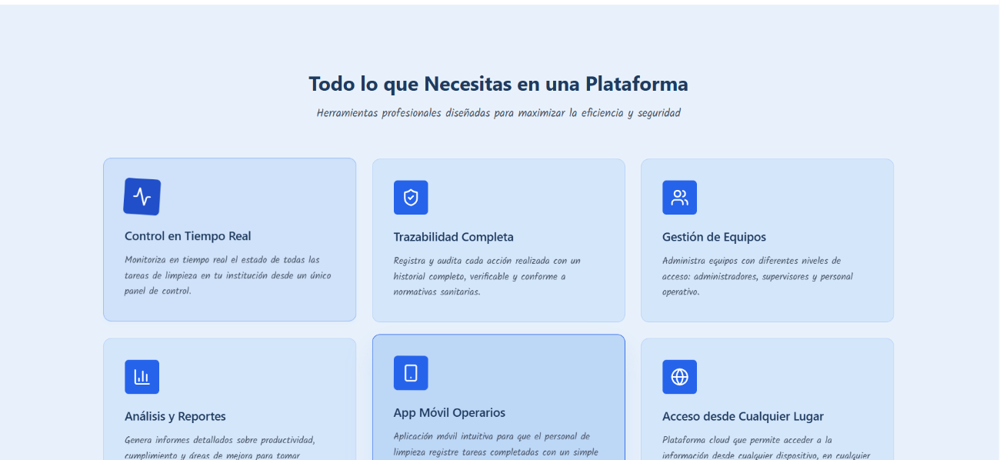 Todo lo que Necesitas en una Plataforma
Herramientas profesionales diseñadas para maximizar la eficiencia y seguridad
Control en Tiempo Real
Monitoriza en tiempo real el estado de todas las
tareas de limpieza en tu institución desde un único
panel de control.
Trazabilidad Completa
Registra y audita cada acción realizada con un
historial completo, verificable y conforme a
normativas sanitarias.
Gestión de Equipos
Administra equipos con diferentes niveles de
acceso: administradores, supervisores y personal
operativo.
Análisis y Reportes
Genera informes detallados sobre productividad,
cumplimiento y áreas de mejora para tomar
App Móvil Operarios
Aplicación móvil intuitiva para que el personal de
limpieza registre tareas completadas con un simple
Acceso desde Cualquier Lugar
Plataforma cloud que permite acceder a la
información desde cualquier dispositivo, en cualquier